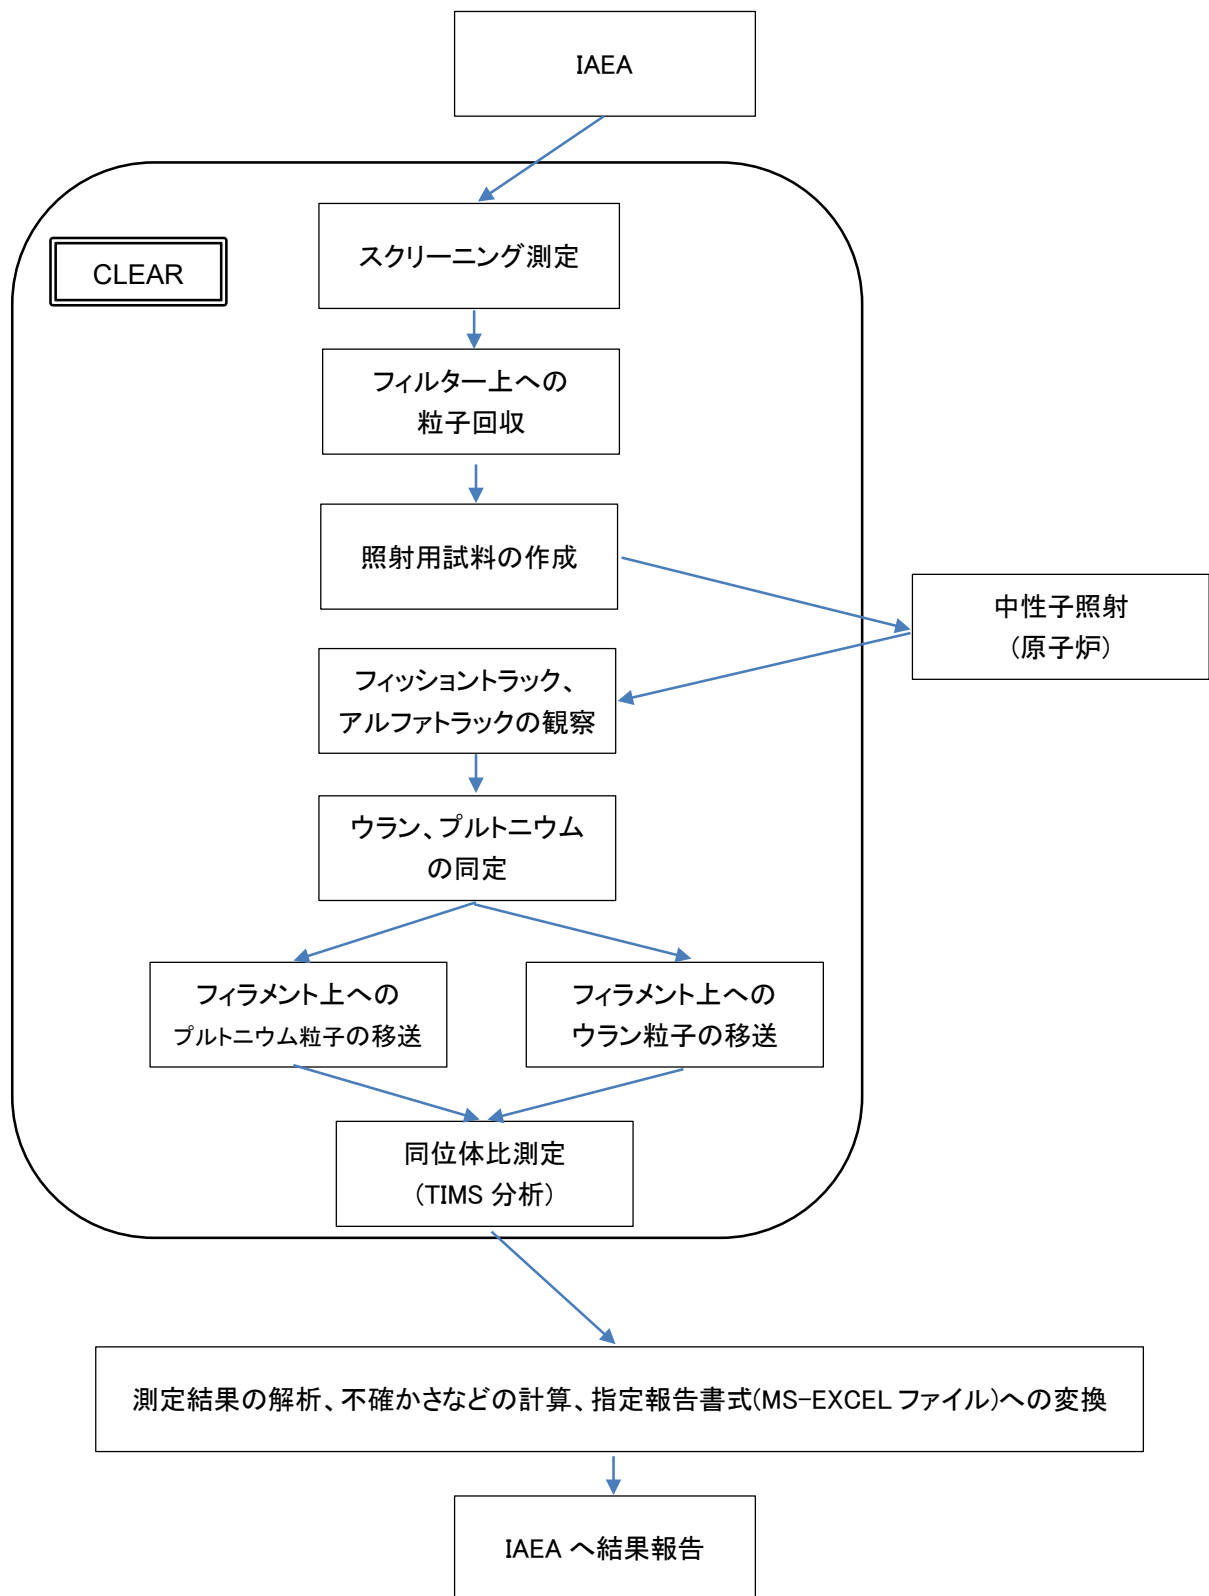 IAEA
CLEAR
スクリーニング測定
フィルター上への
粒子回収
照射用試料の作成
中性子照射
(原子炉)
フィッショントラック、
アルファトラックの観察
ウラン、プルトニウム
の同定
フィラメント上への
プルトニウム粒子の移送
フィラメント上への
ウラン粒子の移送
同位体比測定
(TIMS 分析)
測定結果の解析、不確かさなどの計算、指定報告書式(MS-EXCEL ファイル)への変換
IAEA へ結果報告